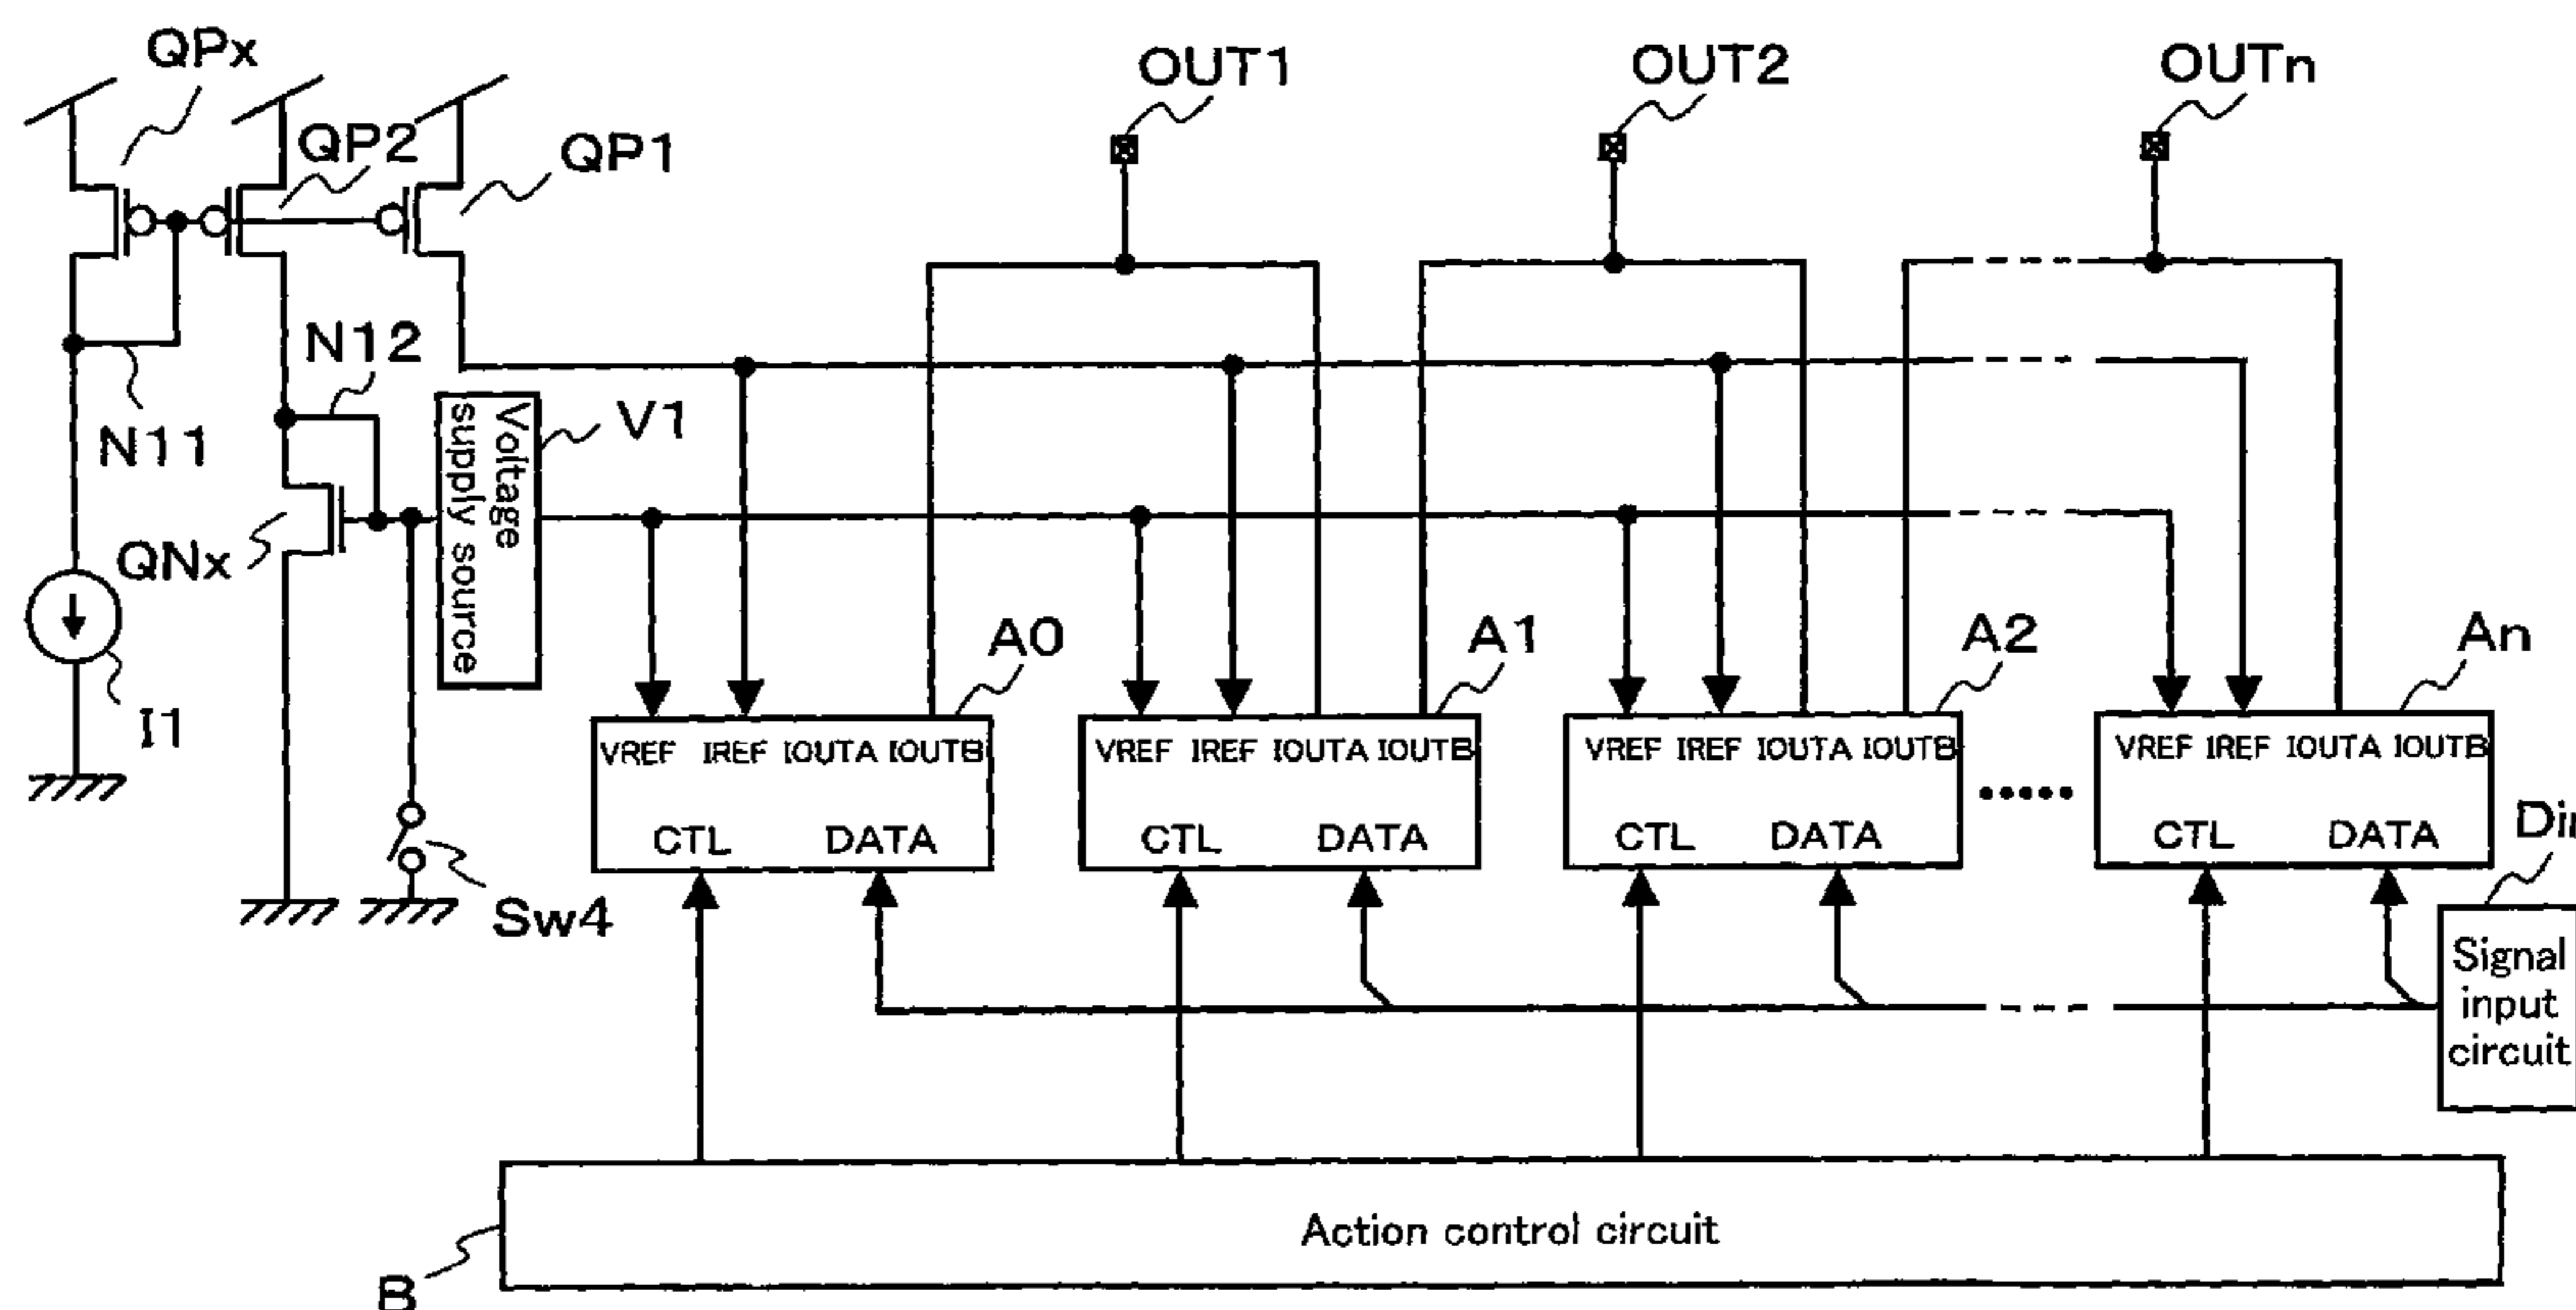 QPx
QP2
QP1
OUT1
OUT2
OUTn
N12
N11
V1
Voltage
supply source
QNx
I1
Sw4
A0
A1
A2
An
VREF IREF IOUTA IOUTB
CTL DATA
VREF IREF IOUTA IOUTB
CTL DATA
VREF IREF IOUTA IOUTB
CTL DATA
VREF IREF IOUTA IOUTB
CTL DATA
Signal
input
circuit
Action control circuit
B